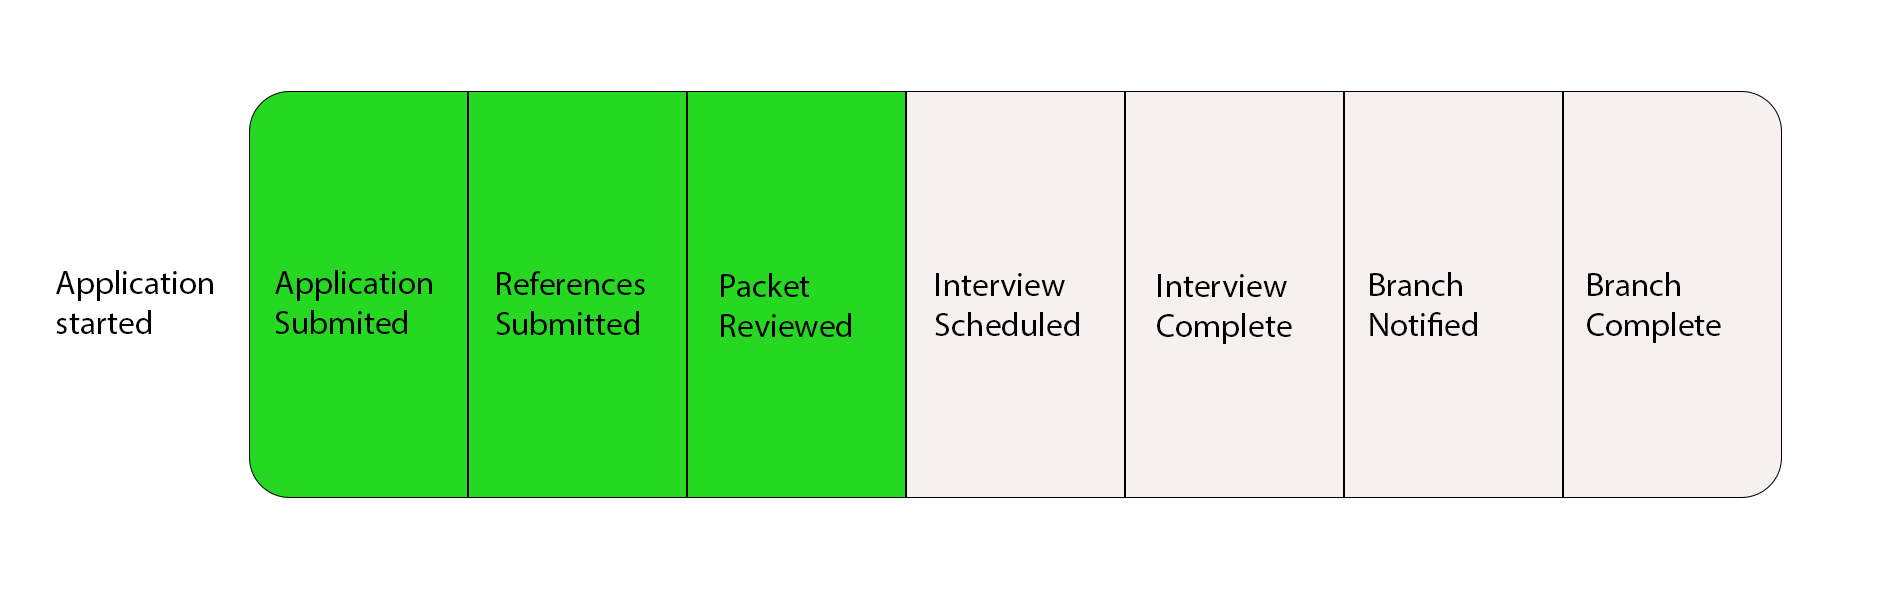 Application
started
Application
Submited
References
Submitted
Packet
Reviewed
Interview
Scheduled
Interview
Complete
Branch
Notified
Branch
Complete